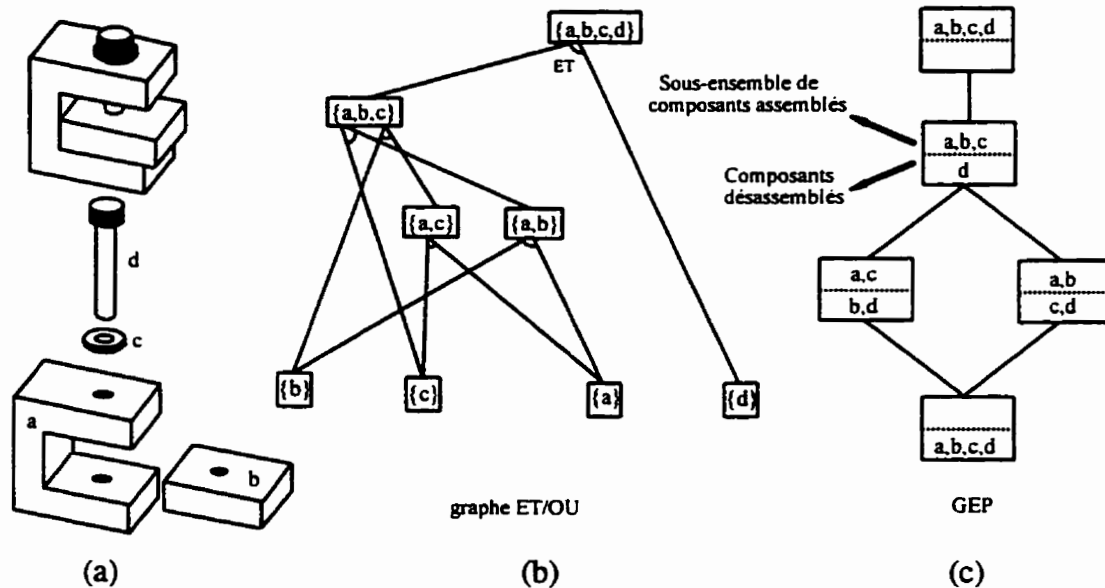 d
c
a
b
(a)
{a,b,c,d}
ET
{a,b,c}
{a,c}
{a,b}
{b}
{c}
{a}
{d}
graphe ET/OU
(b)
a,b,c,d
Sous-ensemble de
composants assemblés
a,b,c
d
Composants
désassemblés
a,c
b,d
a,b
c,d
a,b,c,d
GEP
(c)